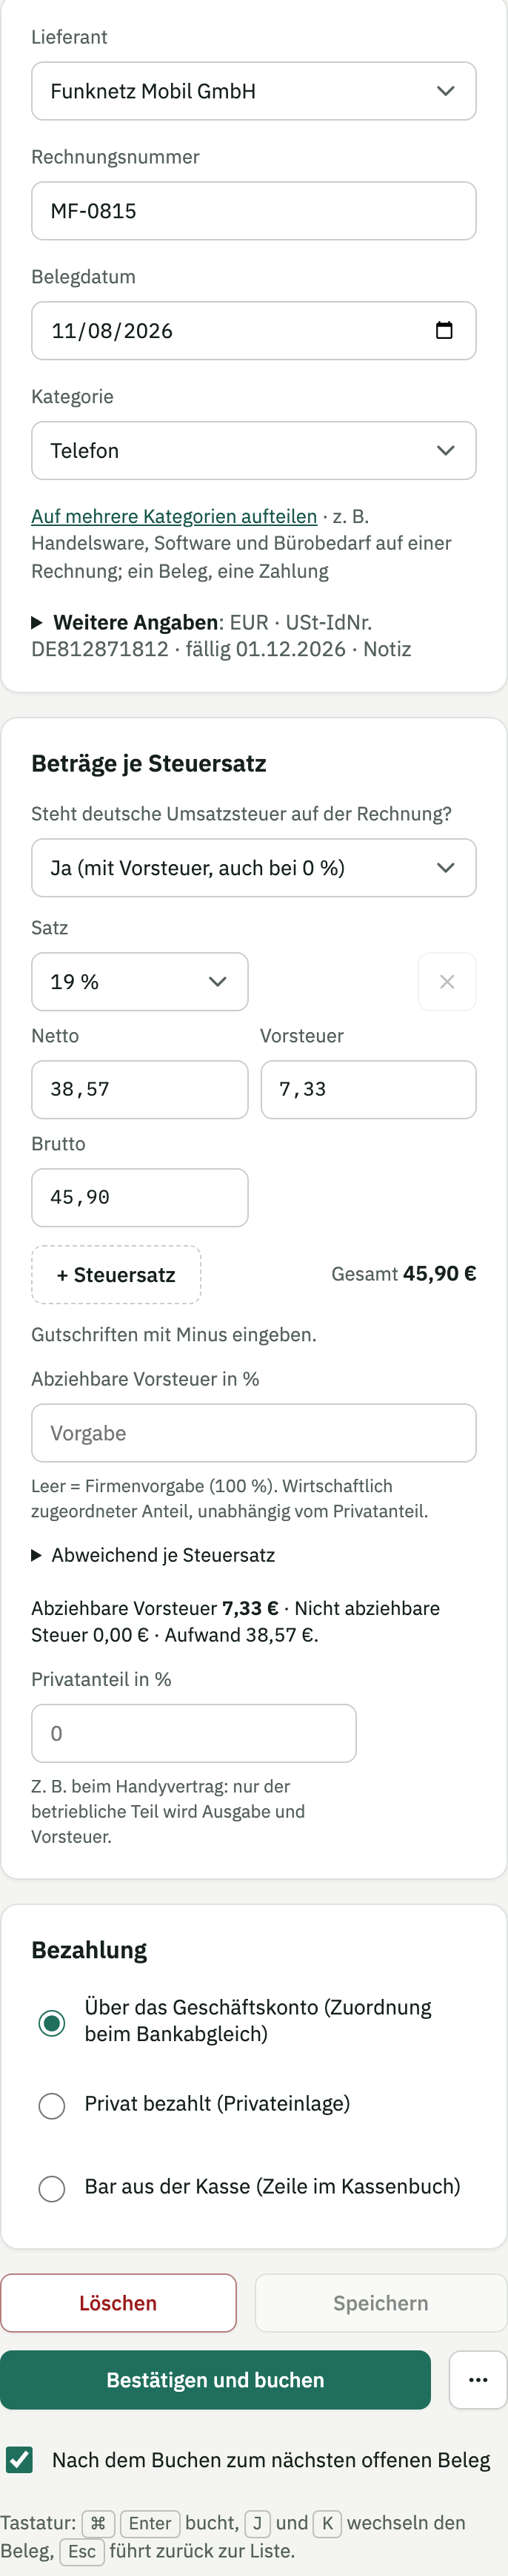 Lieferant
Funknetz Mobil GmbH
Rechnungsnummer
MF-0815
Belegdatum
11/08/2026
Kategorie
Telefon
Auf mehrere Kategorien aufteilen · z. B.
Handelsware, Software und Bürobedarf auf einer
Rechnung; ein Beleg, eine Zahlung
Weitere Angaben: EUR · USt-IdNr.
DE812871812 · fällig 01.12.2026 · Notiz
Beträge je Steuersatz
Steht deutsche Umsatzsteuer auf der Rechnung?
Ja (mit Vorsteuer, auch bei 0 %)
Satz
19 %
Netto Vorsteuer
38,57 7,33
Brutto
45,90
+ Steuersatz Gesamt 45,90 €
Gutschriften mit Minus eingeben.
Abziehbare Vorsteuer in %
Vorgabe
Leer = Firmenvorgabe (100 %). Wirtschaftlich
zugeordneter Anteil, unabhängig vom Privatanteil.
Abweichend je Steuersatz
Abziehbare Vorsteuer 7,33 € · Nicht abziehbare
Steuer 0,00 € · Aufwand 38,57 €.
Privatanteil in %
0
Z. B. beim Handyvertrag: nur der
betriebliche Teil wird Ausgabe und
Vorsteuer.
Bezahlung
Über das Geschäftskonto (Zuordnung
beim Bankabgleich)
Privat bezahlt (Privateinlage)
Bar aus der Kasse (Zeile im Kassenbuch)
Löschen Speichern
Bestätigen und buchen ···
Nach dem Buchen zum nächsten offenen Beleg
Tastatur: ⌘ Enter bucht, J und K wechseln den
Beleg, Esc führt zurück zur Liste.